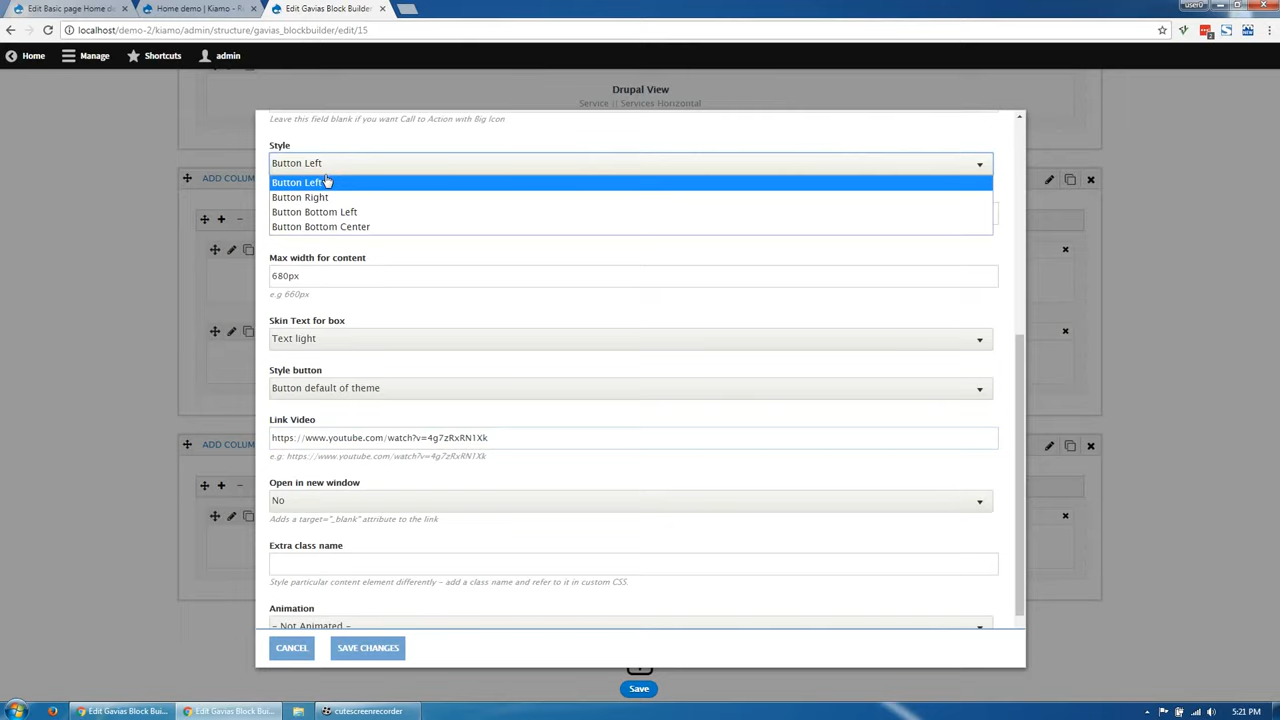 Edit Basic page Home d
Home demo | Kiamo - R
Edit Gavias Block Builder
user0
localhost/demo-2/kiamo/admin/structure/gavias_blockbuilder/edit/15
Home
Manage
Shortcuts
admin
Drupal View
Service || Services Horizontal
Leave this field blank if you want Call to Action with Big Icon
Style
Button Left
Button Left
Button Right
Button Bottom Left
Button Bottom Center
ADD COLUM
Max width for content
680px
e.g 660px
Skin Text for box
Text light
Style button
Button default of theme
Link Video
https://www.youtube.com/watch?v=4g7zRxRN1Xk
e.g: https://www.youtube.com/watch?v=4g7zRxRN1Xk
ADD COLUM
Open in new window
No
Adds a target="_blank" attribute to the link
Extra class name
Style particular content element differently - add a class name and refer to it in custom CSS.
Animation
- Not Animated -
CANCEL
SAVE CHANGES
Save
Edit Gavias Block Bui...
Edit Gavias Block Bui...
cutescreenrecorder
5:21 PM